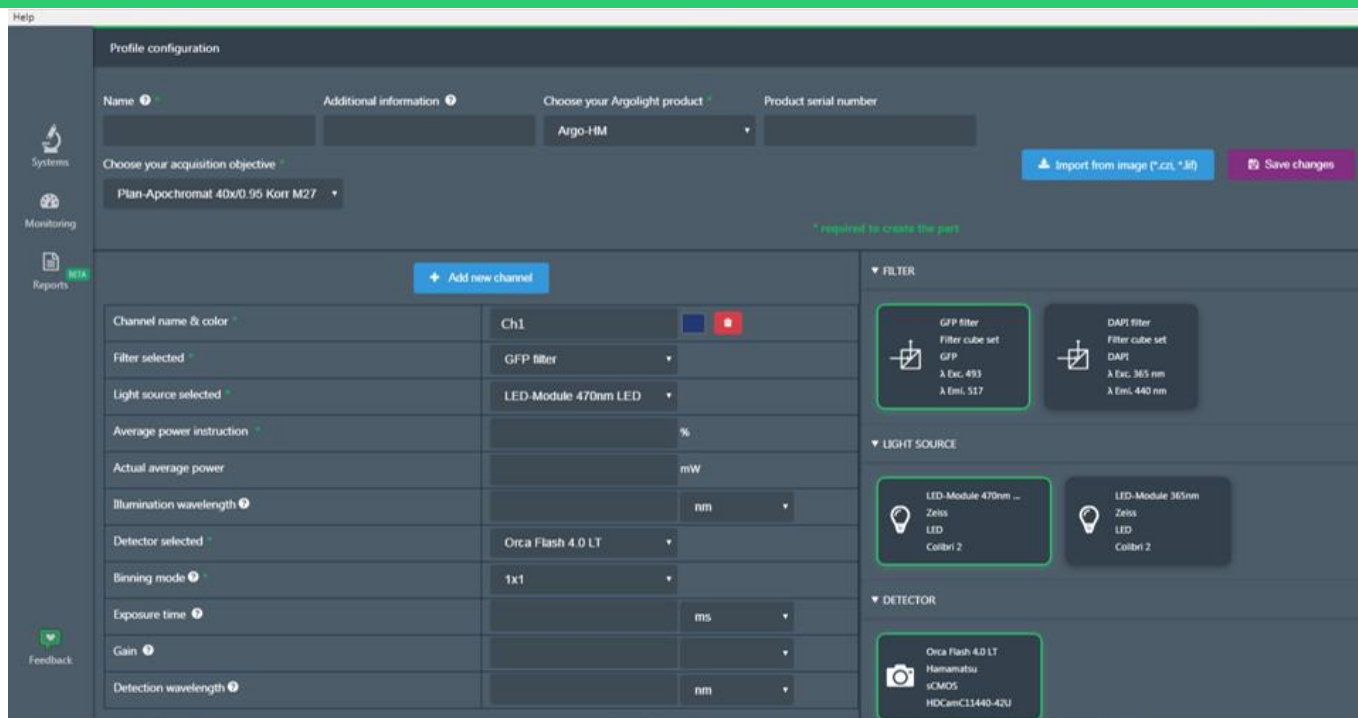 Help
Profile configuration
Name ? *
Additional information ?
Choose your Argolight product *
Product serial number
Argo-HM
Systems
Choose your acquisition objective *
Import from image (*.czi, *.lif)
Save changes
Plan-Apochromat 40x/0.95 Korr M27
Monitoring
* required to create the part
Reports BETA
+ Add new channel
Channel name & color *
Ch1
Filter selected *
GFP filter
Light source selected *
LED-Module 470nm LED
Average power instruction *
%
Actual average power
mW
Illumination wavelength ?
nm
Detector selected *
Orca Flash 4.0 LT
Binning mode ? *
1x1
Exposure time ?
ms
Gain ?
Detection wavelength ?
nm
Feedback
FILTER
GFP filter
Filter cube set
GFP
λ Exc. 493
λ Emi. 517
DAPI filter
Filter cube set
DAPI
λ Exc. 365 nm
λ Emi. 440 nm
LIGHT SOURCE
LED-Module 470nm ...
Zeiss
LED
Colibri 2
LED-Module 365nm
Zeiss
LED
Colibri 2
DETECTOR
Orca Flash 4.0 LT
Hamamatsu
sCMOS
HDCamC11440-42U